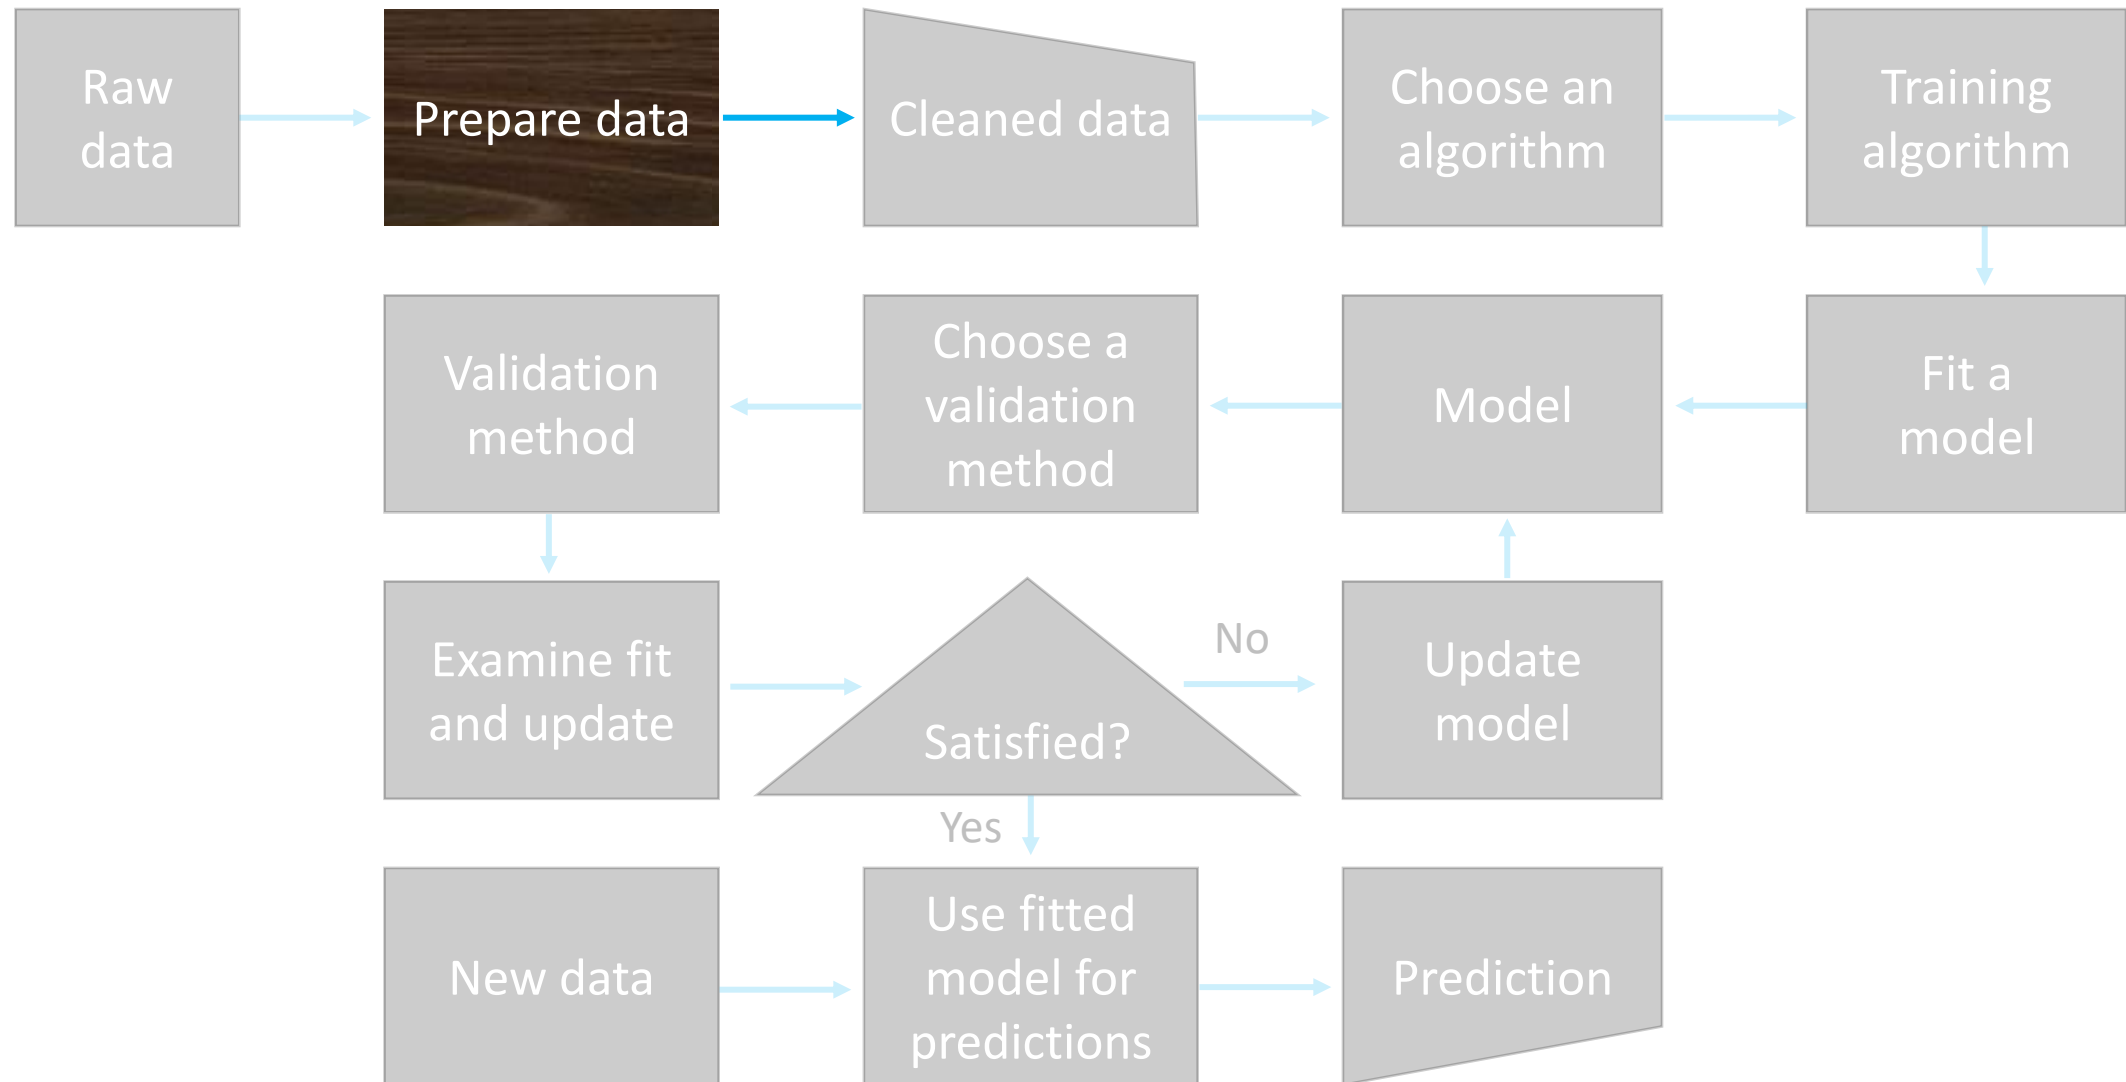 Raw
data
Prepare data
Cleaned data
Choose an
algorithm
Training
algorithm
Validation
method
Choose a
validation
method
Model
Fit a
model
Examine fit
and update
Satisfied?
No
Update
model
Yes
New data
Use fitted
model for
predictions
Prediction